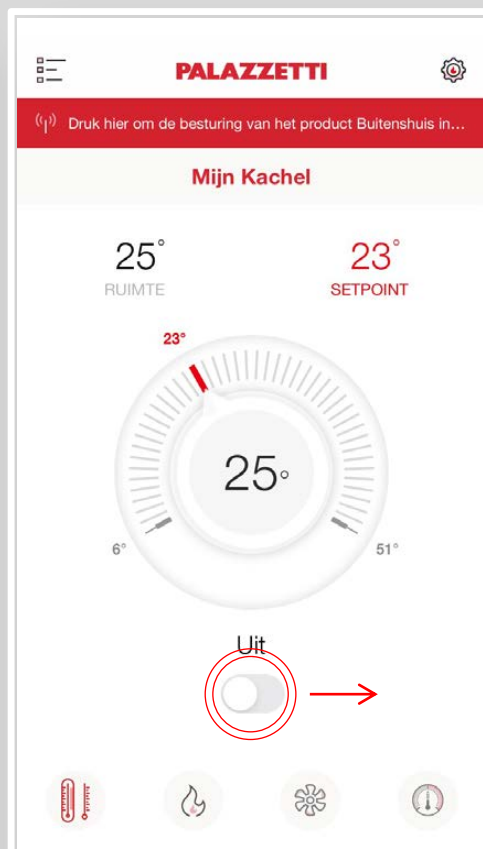 PALAZZETTI
Druk hier om de besturing van het product Buitenshuis in...
Mijn Kachel
25° 23°
RUIMTE SETPOINT
23°
25°
6° 51°
Uit